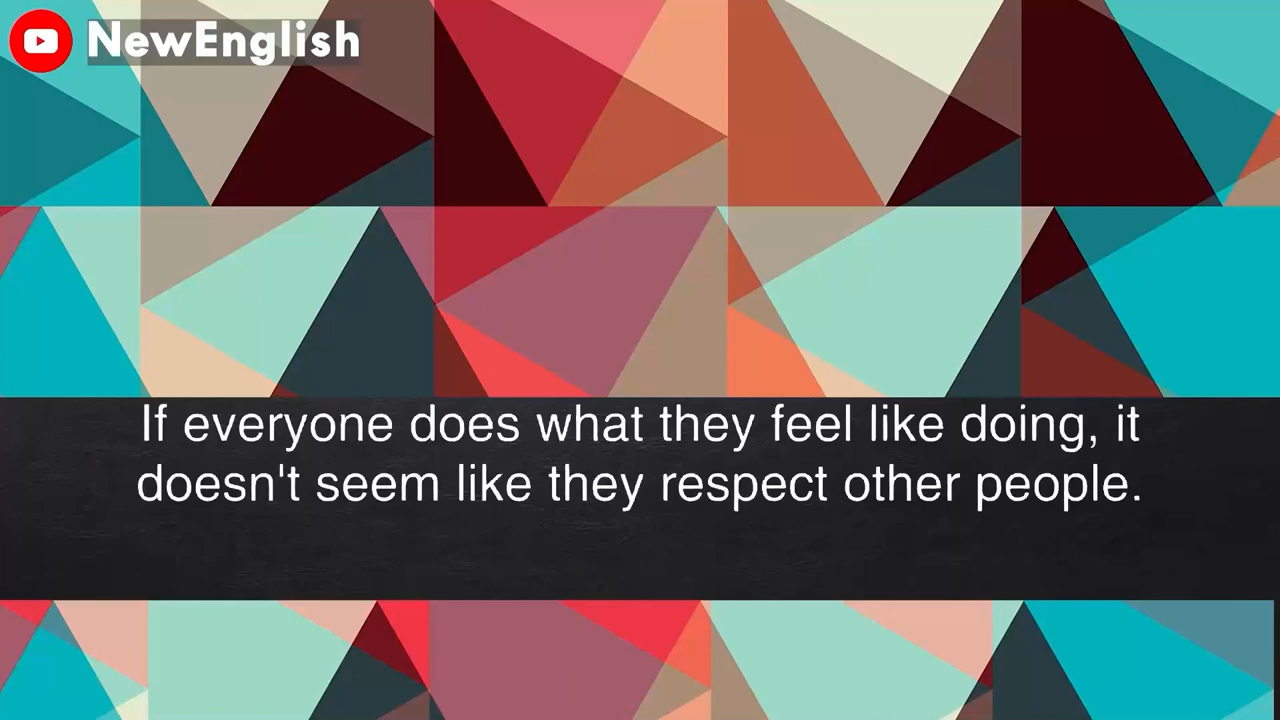 NewEnglish
If everyone does what they feel like doing, it
doesn't seem like they respect other people.